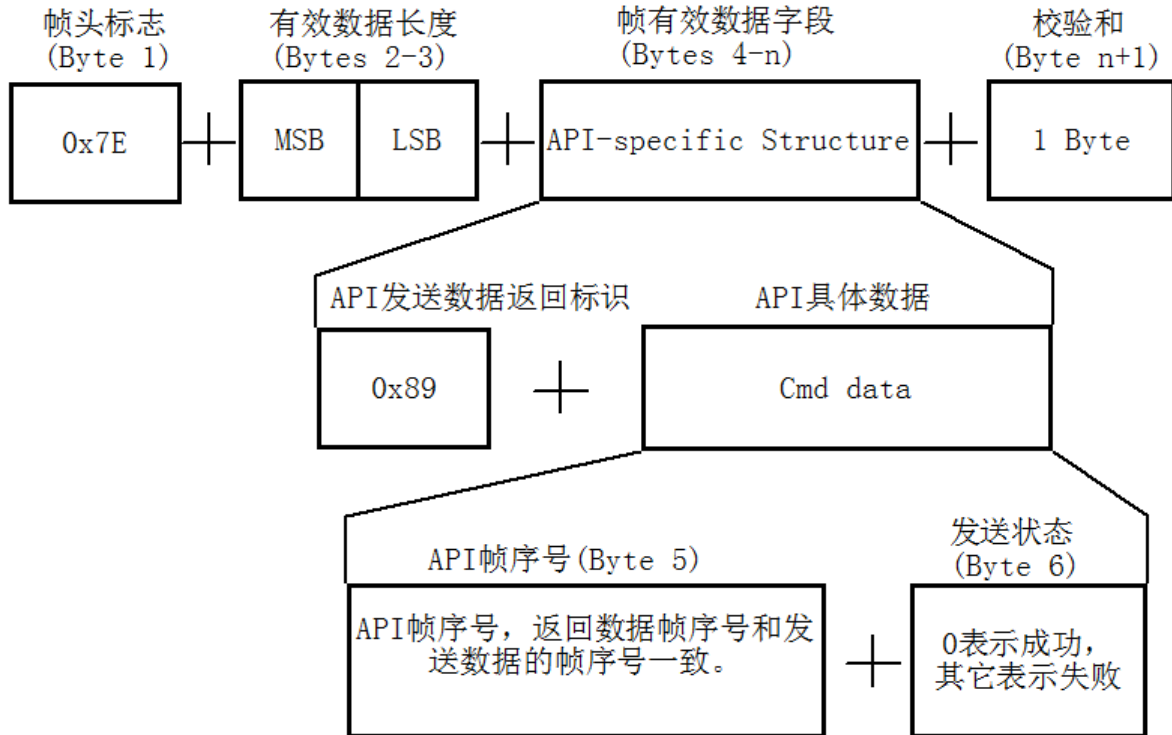 帧头标志 有效数据长度 帧有效数据字段 校验和
(Byte 1) (Bytes 2-3) (Bytes 4-n) (Byte n+1)
0x7E MSB LSB API-specific Structure 1 Byte
API发送数据返回标识 API具体数据
0x89 Cmd data
API帧序号(Byte 5) 发送状态
(Byte 6)
API帧序号，返回数据帧序号和发
送数据的帧序号一致。
0表示成功，
其它表示失败